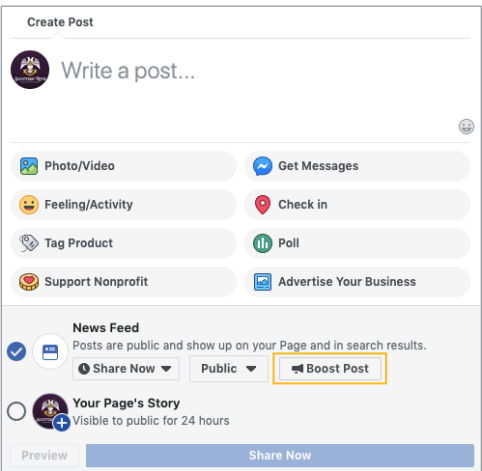 Create Post
Write a post...
Photo/Video
Get Messages
Feeling/Activity
Check in
Tag Product
Poll
Support Nonprofit
Advertise Your Business
News Feed
Posts are public and show up on your Page and in search results.
Share Now
Public
Boost Post
Your Page's Story
Visible to public for 24 hours
Preview
Share Now